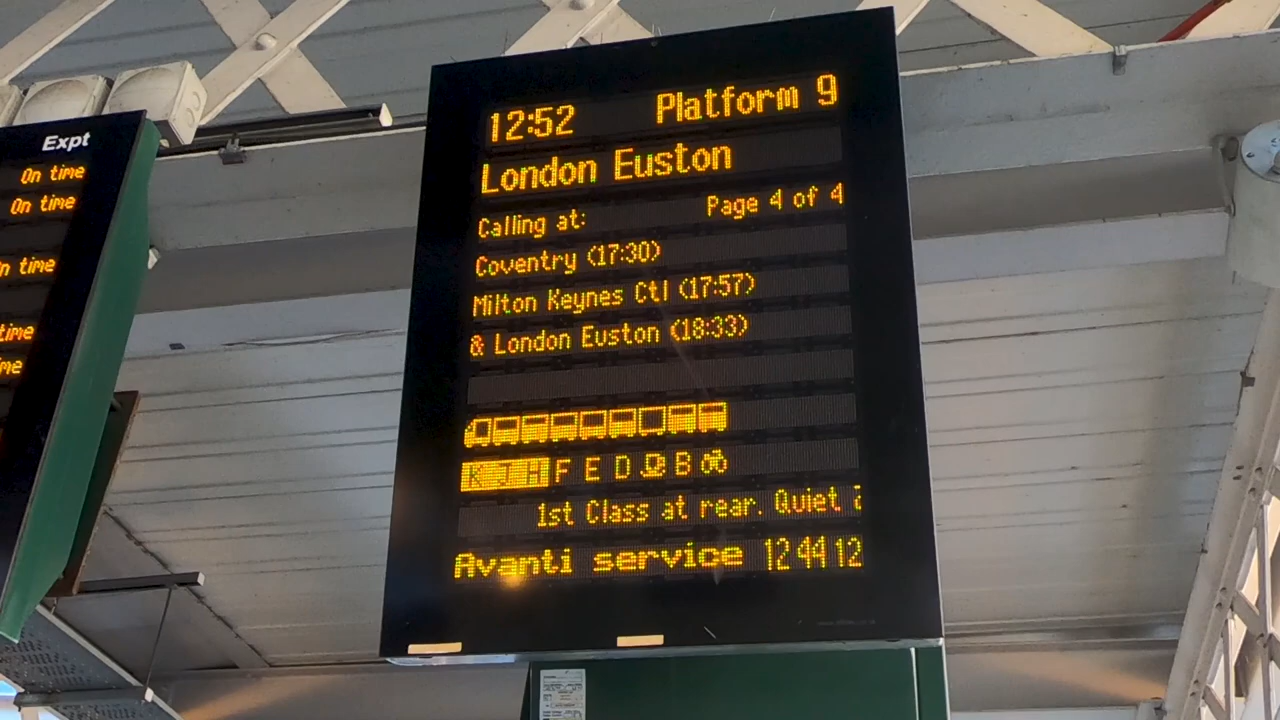 Expt
On time
On time
On time
time
me
12:52 Platform 9
London Euston
Calling at: Page 4 of 4
Coventry (17:30)
Milton Keynes Ctl (17:57)
& London Euston (18:33)
K J H F E D B
1st Class at rear. Quiet
Avanti service 12 44 12